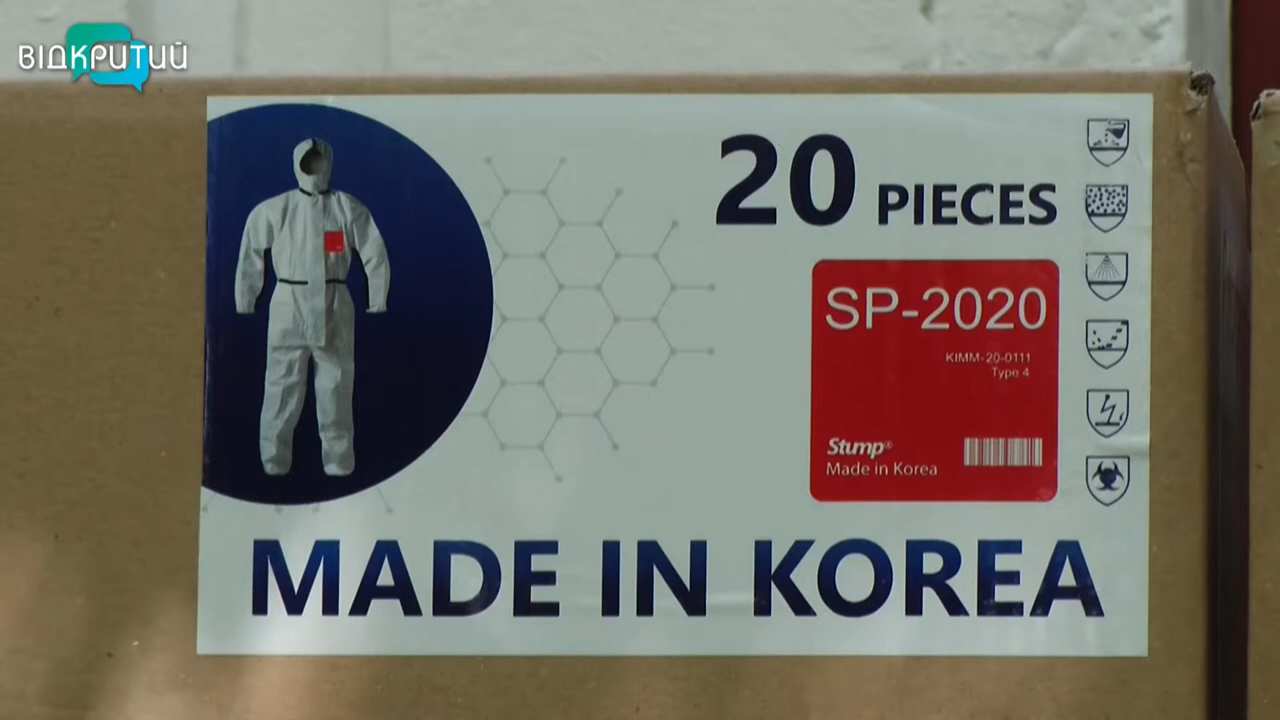 ВІДКРИТИЙ
20 PIECES
SP-2020
KIMM-20-0111
Type 4
Stump®
Made in Korea
MADE IN KOREA